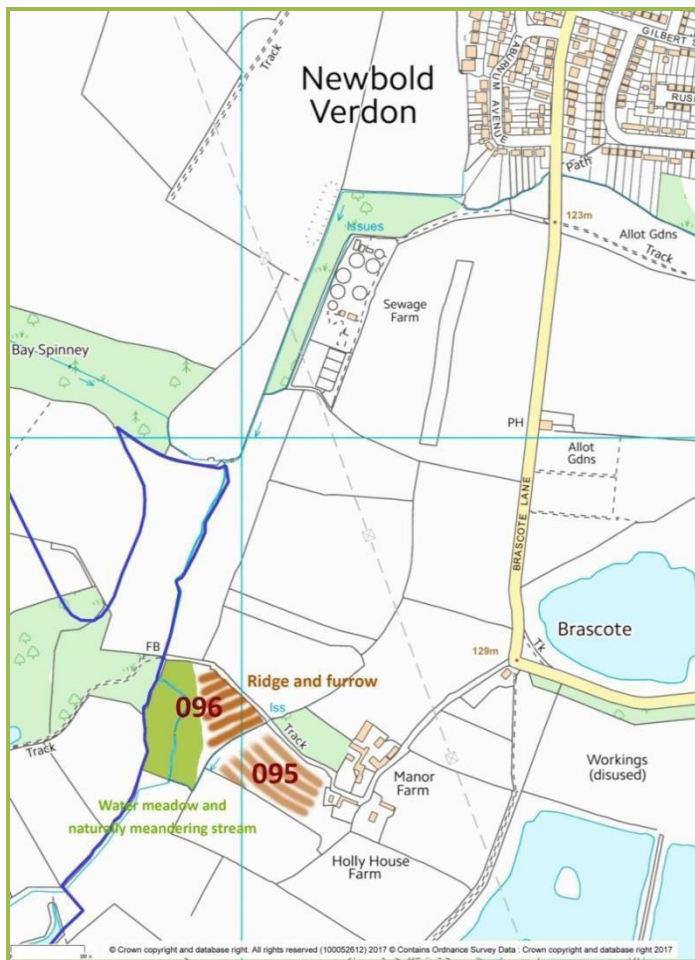 GILBERT S
LABURNUM AVENUE
RUS
Track
Newbold
Verdon
Path
123m
Issues
Allot Gdns
Track
Sewage
Farm
Bay Spinney
PH
Allot
Gdns
BRASCOTE LANE
Brascote
Tk
129m
FB
Ridge and furrow
096
Iss
Track
095
Track
Manor
Farm
Workings
(disused)
Water meadow and
naturally meandering stream
Holly House
Farm
© Crown copyright and database right. All rights reserved (100052612) 2017 © Contains Ordnance Survey Data : Crown copyright and database right 2017